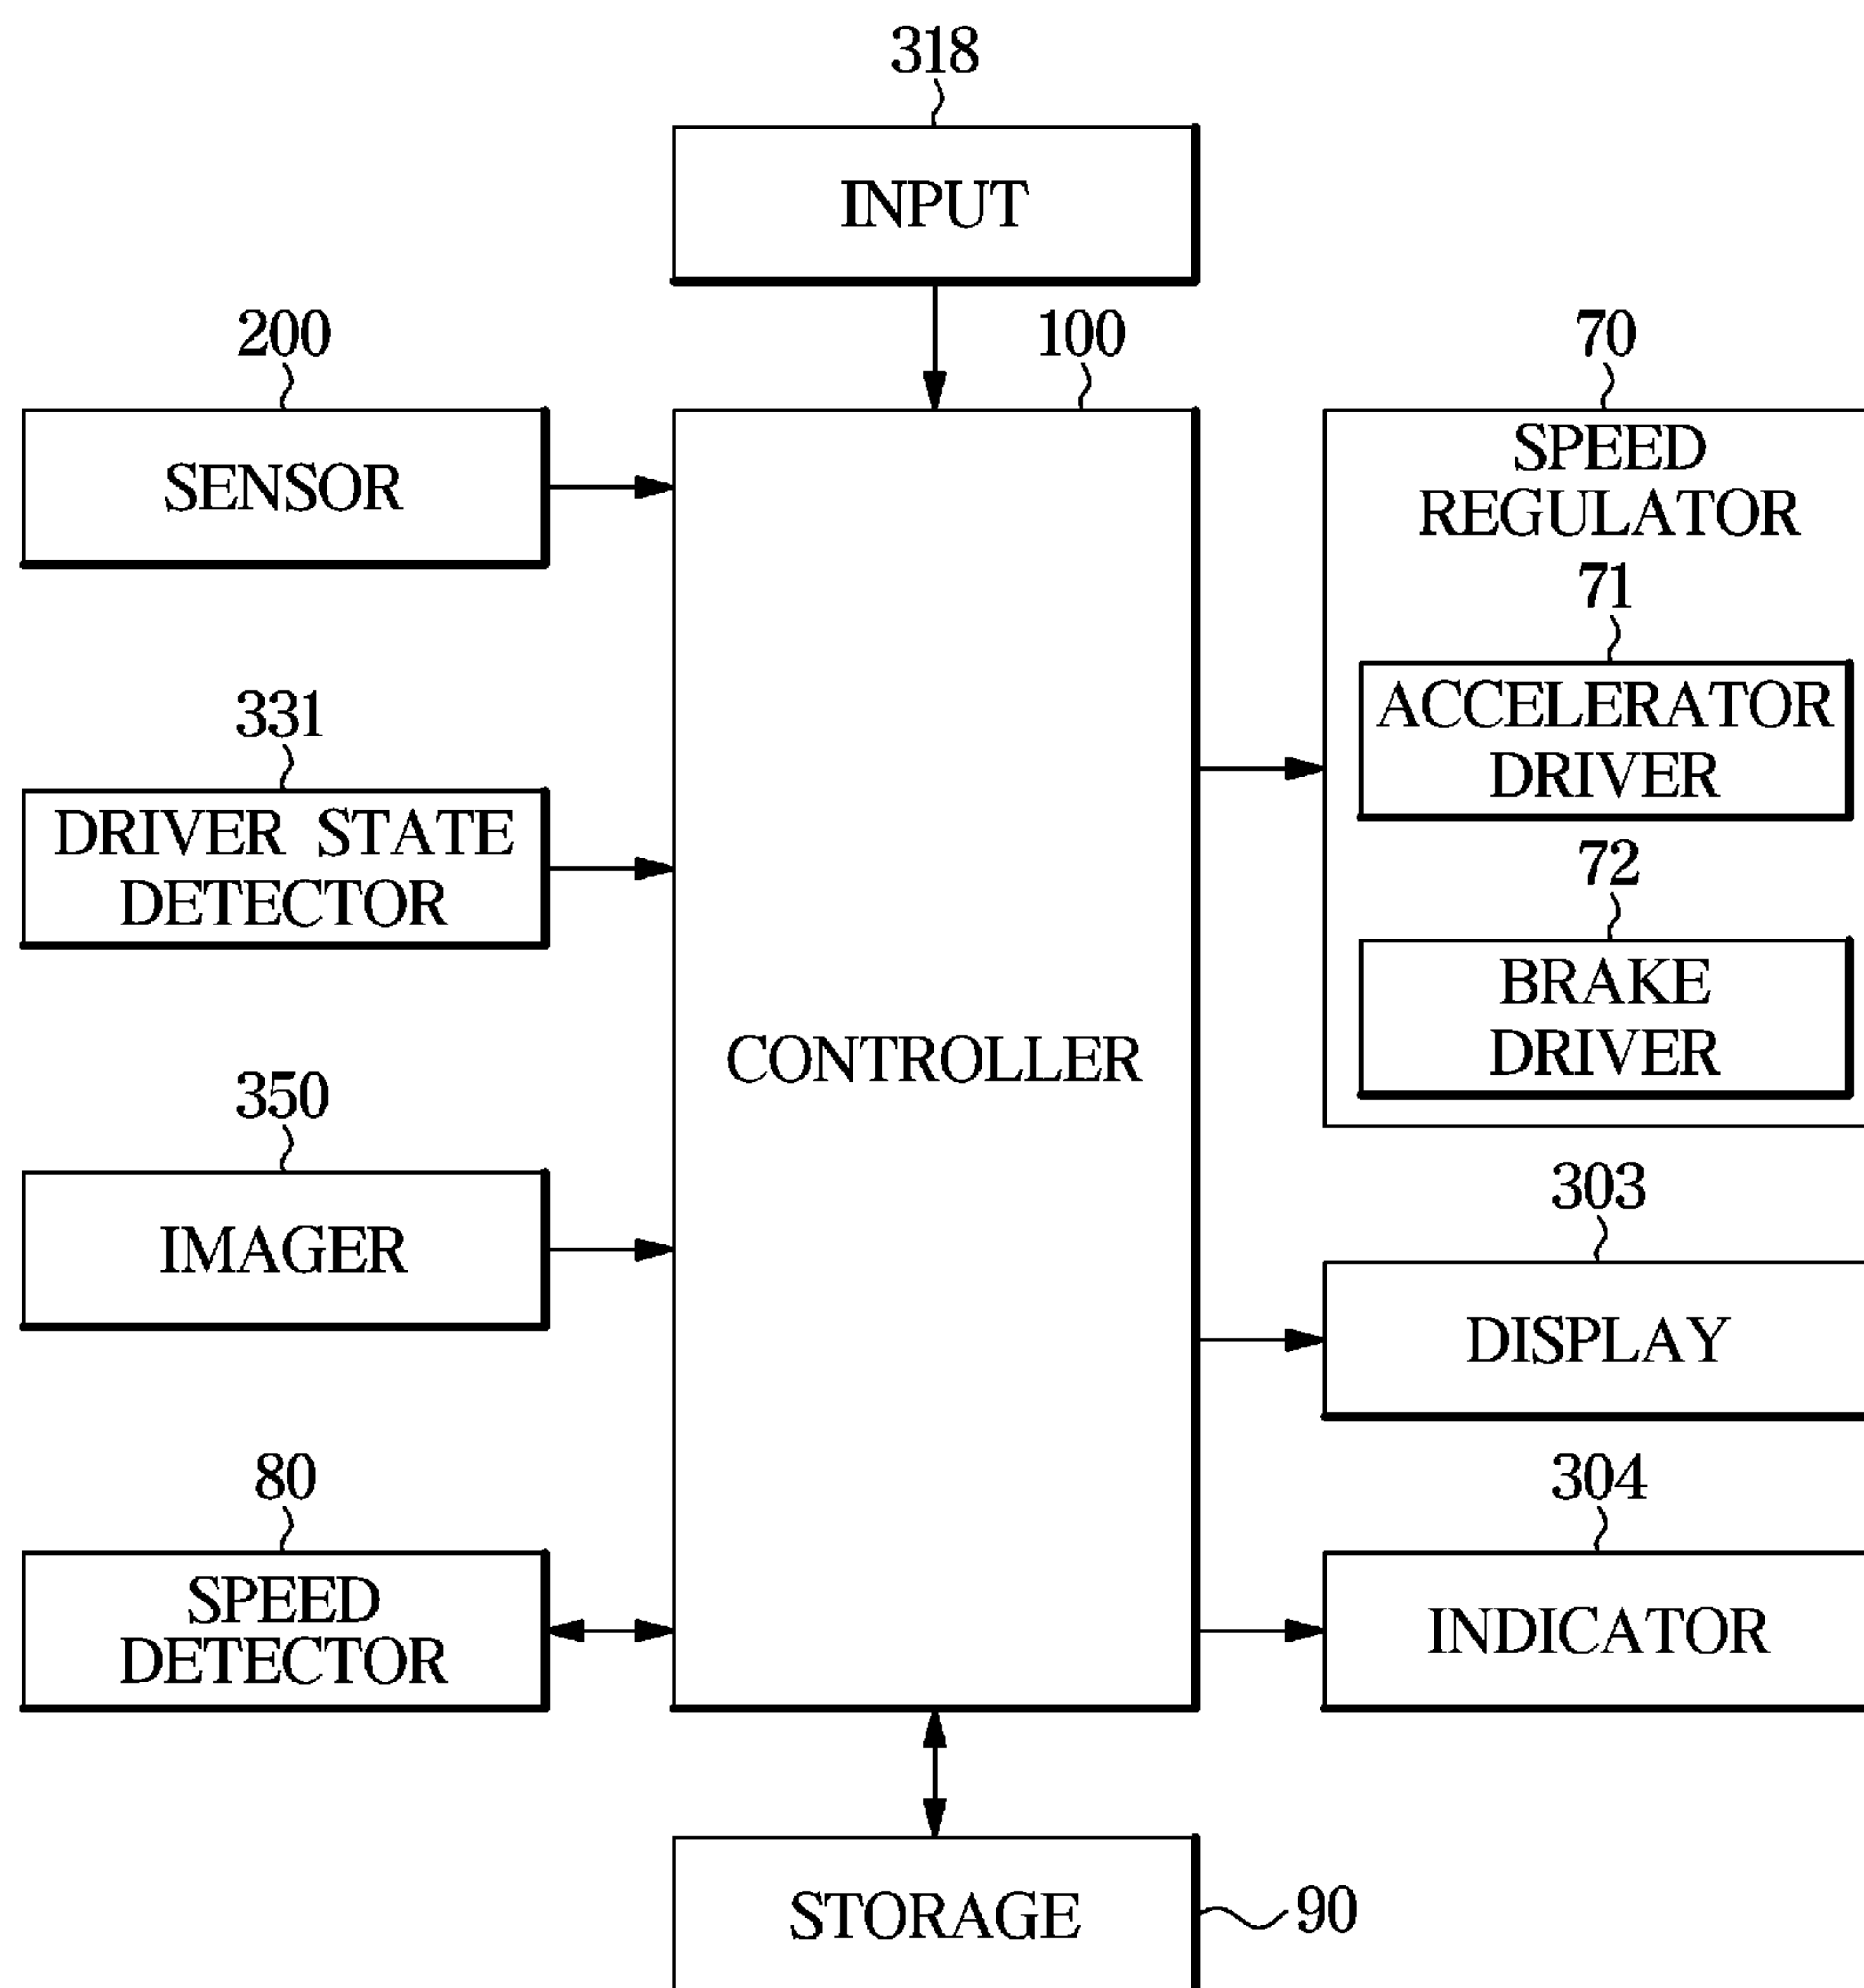 318
INPUT
200
SENSOR
100
CONTROLLER
70
SPEED
REGULATOR
71
ACCELERATOR
DRIVER
72
BRAKE
DRIVER
331
DRIVER STATE
DETECTOR
350
IMAGER
303
DISPLAY
80
SPEED
DETECTOR
304
INDICATOR
STORAGE
90